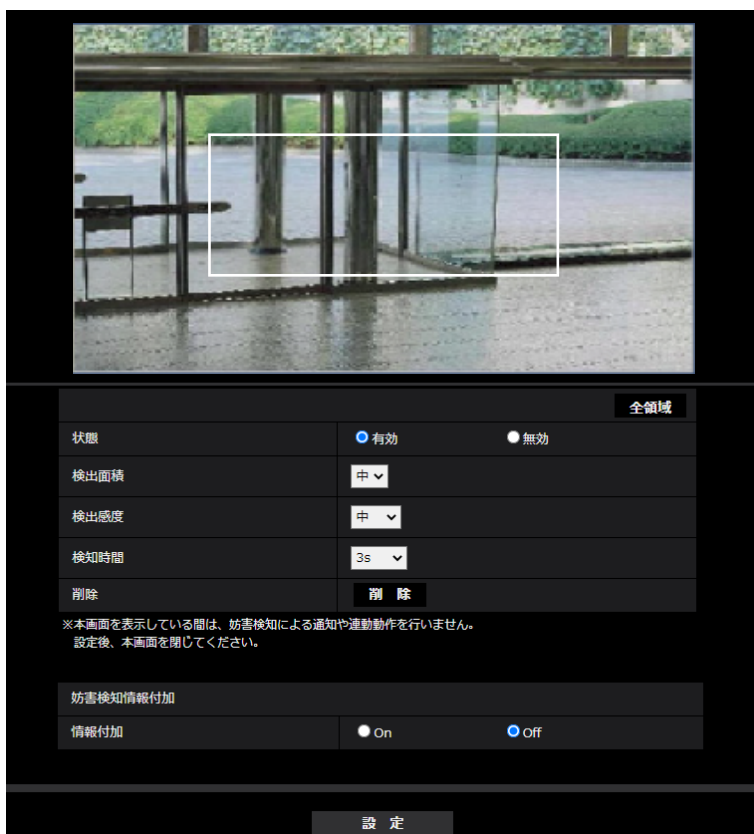 全領域
状態 有効 無効
検出面積 中
検出感度 中
検知時間 3s
削除 削 除
※本画面を表示している間は、妨害検知による通知や連動動作を行いません。
設定後、本画面を閉じてください。
妨害検知情報付加
情報付加 On Off
設 定